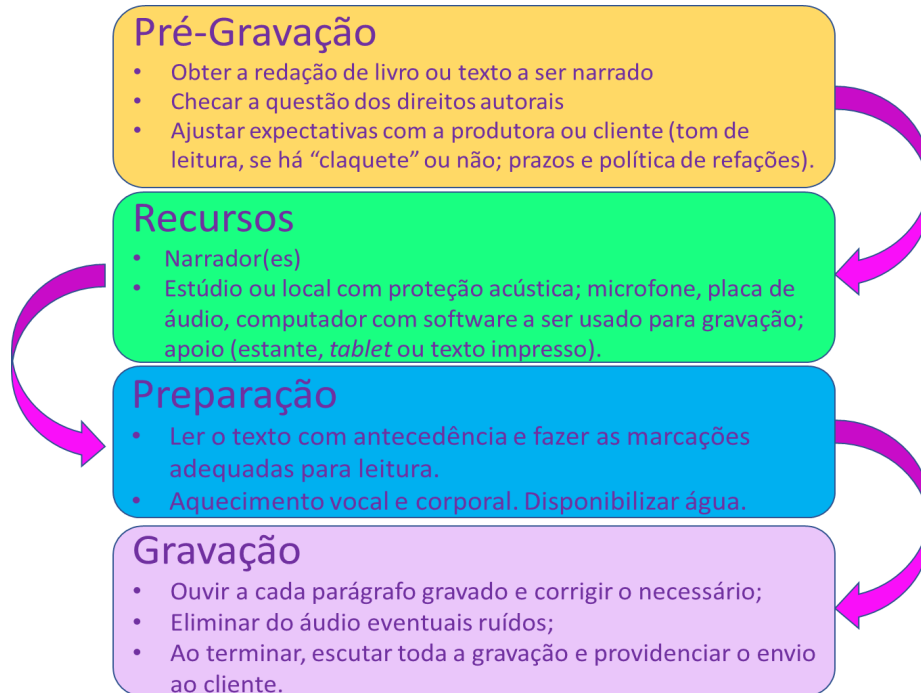 Pré-Gravação
• Obter a redação de livro ou texto a ser narrado
• Checar a questão dos direitos autorais
• Ajustar expectativas com a produtora ou cliente (tom de
leitura, se há “claquete” ou não; prazos e política de refações).
Recursos
• Narrador(es)
• Estúdio ou local com proteção acústica; microfone, placa de
áudio, computador com software a ser usado para gravação;
apoio (estante, tablet ou texto impresso).
Preparação
• Ler o texto com antecedência e fazer as marcações
adequadas para leitura.
• Aquecimento vocal e corporal. Disponibilizar água.
Gravação
• Ouvir a cada parágrafo gravado e corrigir o necessário;
• Eliminar do áudio eventuais ruídos;
• Ao terminar, escutar toda a gravação e providenciar o envio
ao cliente.